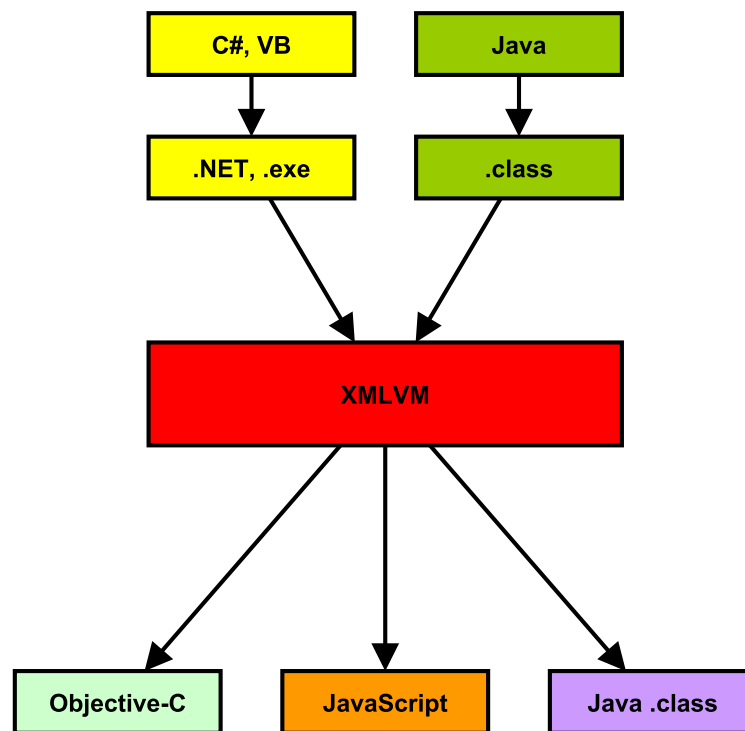 C#, VB
Java
.NET, .exe
.class
XMLVM
Objective-C
JavaScript
Java .class